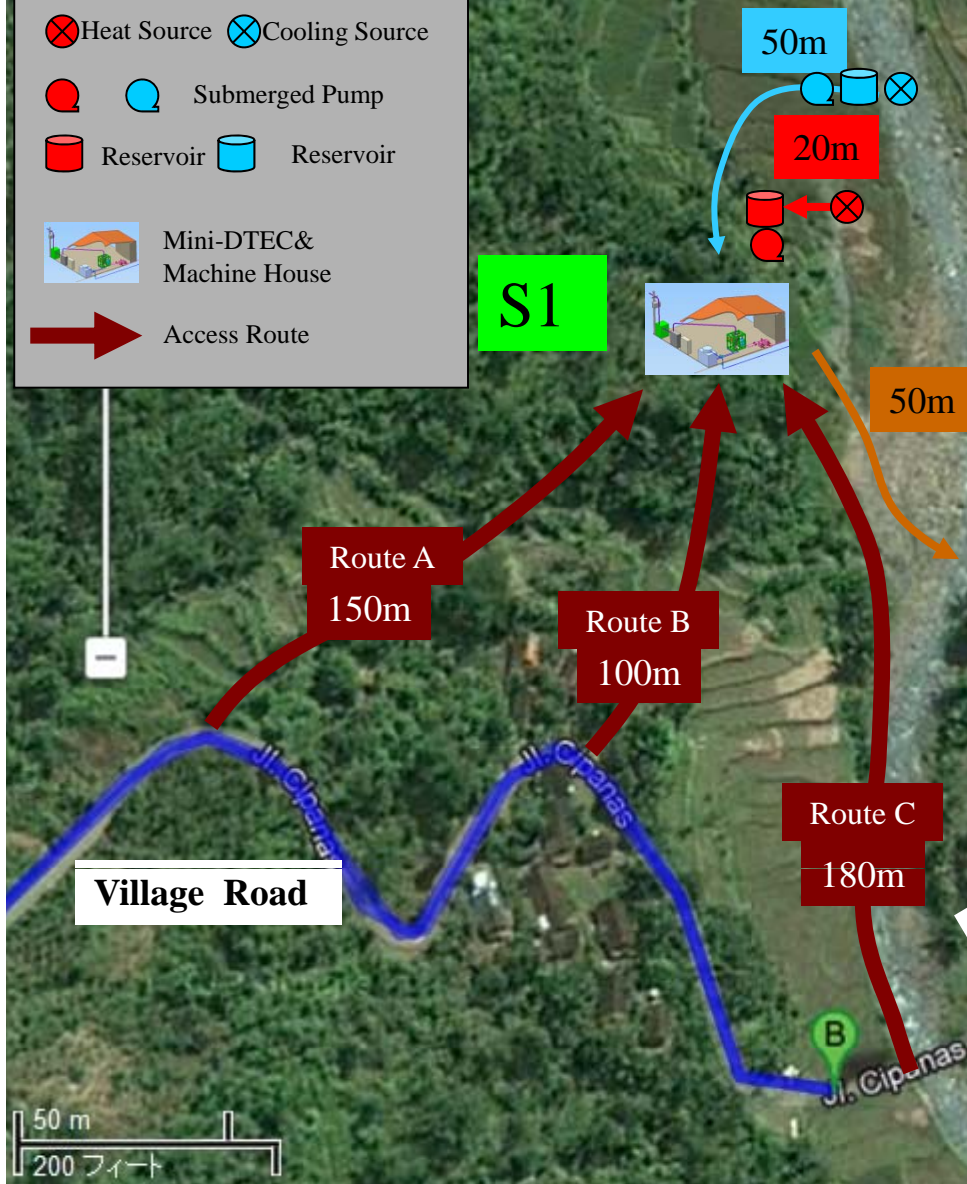 Heat Source Cooling Source
Submerged Pump
Reservoir Reservoir
Mini-DTEC&
Machine House
Access Route
50m
20m
S1
50m
Route A
150m
Route B
100m
Route C
180m
Jl. Cipanas
Jl. Cipanas
Village Road
B
Jl. Cipanas
50 m
200 フィート